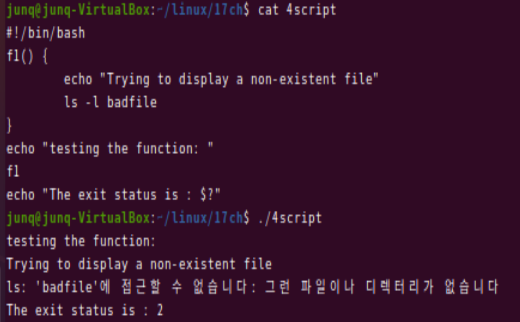 junq@junq-VirtualBox:~/linux/17ch$ cat 4script
#!/bin/bash
f1() {
        echo "Trying to display a non-existent file"
        ls -l badfile
}
echo "testing the function: "
f1
echo "The exit status is : $?"
junq@junq-VirtualBox:~/linux/17ch$ ./4script
testing the function:
Trying to display a non-existent file
ls: 'badfile'에 접근할 수 없습니다: 그런 파일이나 디렉터리가 없습니다
The exit status is : 2